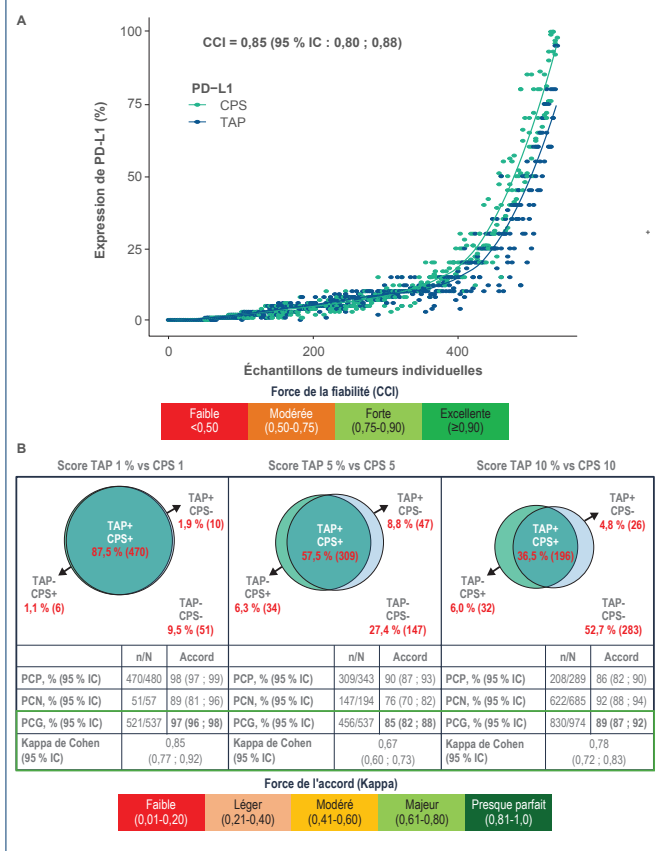 A
CCI = 0,85 (95 % IC : 0,80 ; 0,88)
PD−L1
CPS
TAP
Expression de PD-L1 (%)
100
75
50
25
0
0 200 400
Échantillons de tumeurs individuelles
Force de la fiabilité (CCI)
Faible Modérée Forte Excellente
<0,50 (0,50-0,75) (0,75-0,90) (≥0,90)
B
Score TAP 1 % vs CPS 1 Score TAP 5 % vs CPS 5 Score TAP 10 % vs CPS 10
TAP+
CPS+
87,5 % (470)
TAP+
CPS-
1,9 % (10)
TAP-
CPS+
1,1 % (6)
TAP-
CPS-
9,5 % (51)
TAP+
CPS+
57,5 % (309)
TAP+
CPS-
8,8 % (47)
TAP-
CPS+
6,3 % (34)
TAP-
CPS-
27,4 % (147)
TAP+
CPS+
36,5 % (196)
TAP+
CPS-
4,8 % (26)
TAP-
CPS+
6,0 % (32)
TAP-
CPS-
52,7 % (283)
n/N Accord n/N Accord n/N Accord
PCP, % (95 % IC) 470/480 98 (97 ; 99) PCP, % (95 % IC) 309/343 90 (87 ; 93) PCP, % (95 % IC) 208/289 86 (82 ; 90)
PCN, % (95 % IC) 51/57 89 (81 ; 96) PCN, % (95 % IC) 147/194 76 (70 ; 82) PCN, % (95 % IC) 622/685 92 (88 ; 94)
PCG, % (95 % IC) 521/537 97 (96 ; 98) PCG, % (95 % IC) 456/537 85 (82 ; 88) PCG, % (95 % IC) 830/974 89 (87 ; 92)
Kappa de Cohen 0,85 Kappa de Cohen 0,67 Kappa de Cohen 0,78
(95 % IC) (0,77 ; 0,92) (95 % IC) (0,60 ; 0,73) (95 % IC) (0,72 ; 0,83)
Force de l'accord (Kappa)
Faible Léger Modéré Majeur Presque parfait
(0,01-0,20) (0,21-0,40) (0,41-0,60) (0,61-0,80) (0,81-1,0)